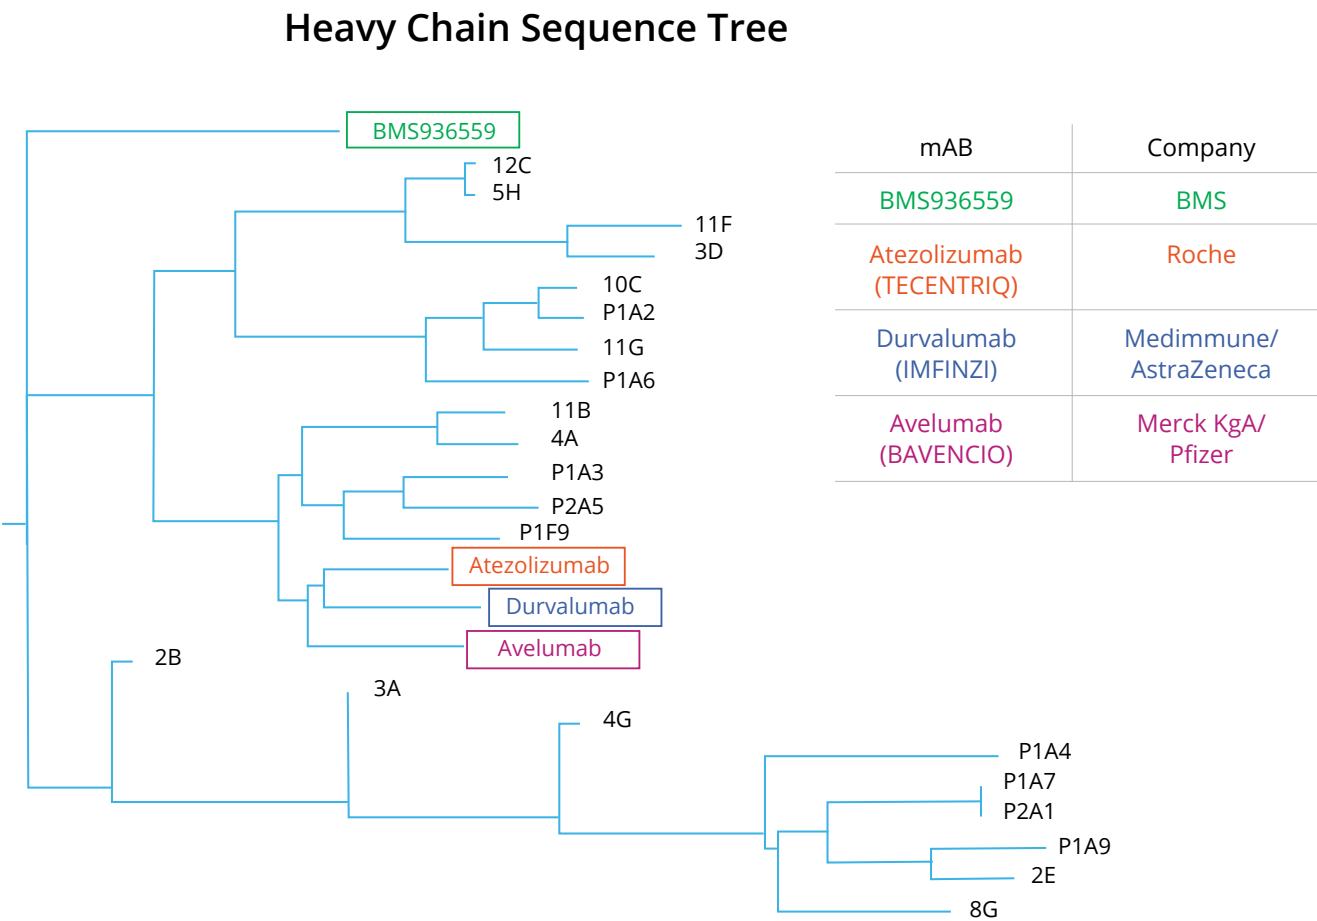 Heavy Chain Sequence Tree
BMS936559
12C
5H
11F
3D
10C
P1A2
11G
P1A6
11B
4A
P1A3
P2A5
P1F9
Atezolizumab
Durvalumab
Avelumab
2B
3A
4G
P1A4
P1A7
P2A1
P1A9
2E
8G
mAB Company
BMS936559 BMS
Atezolizumab Roche
(TECENTRIQ)
Durvalumab Medimmune/
(IMFINZI) AstraZeneca
Avelumab Merck KgA/
(BAVENCIO) Pfizer